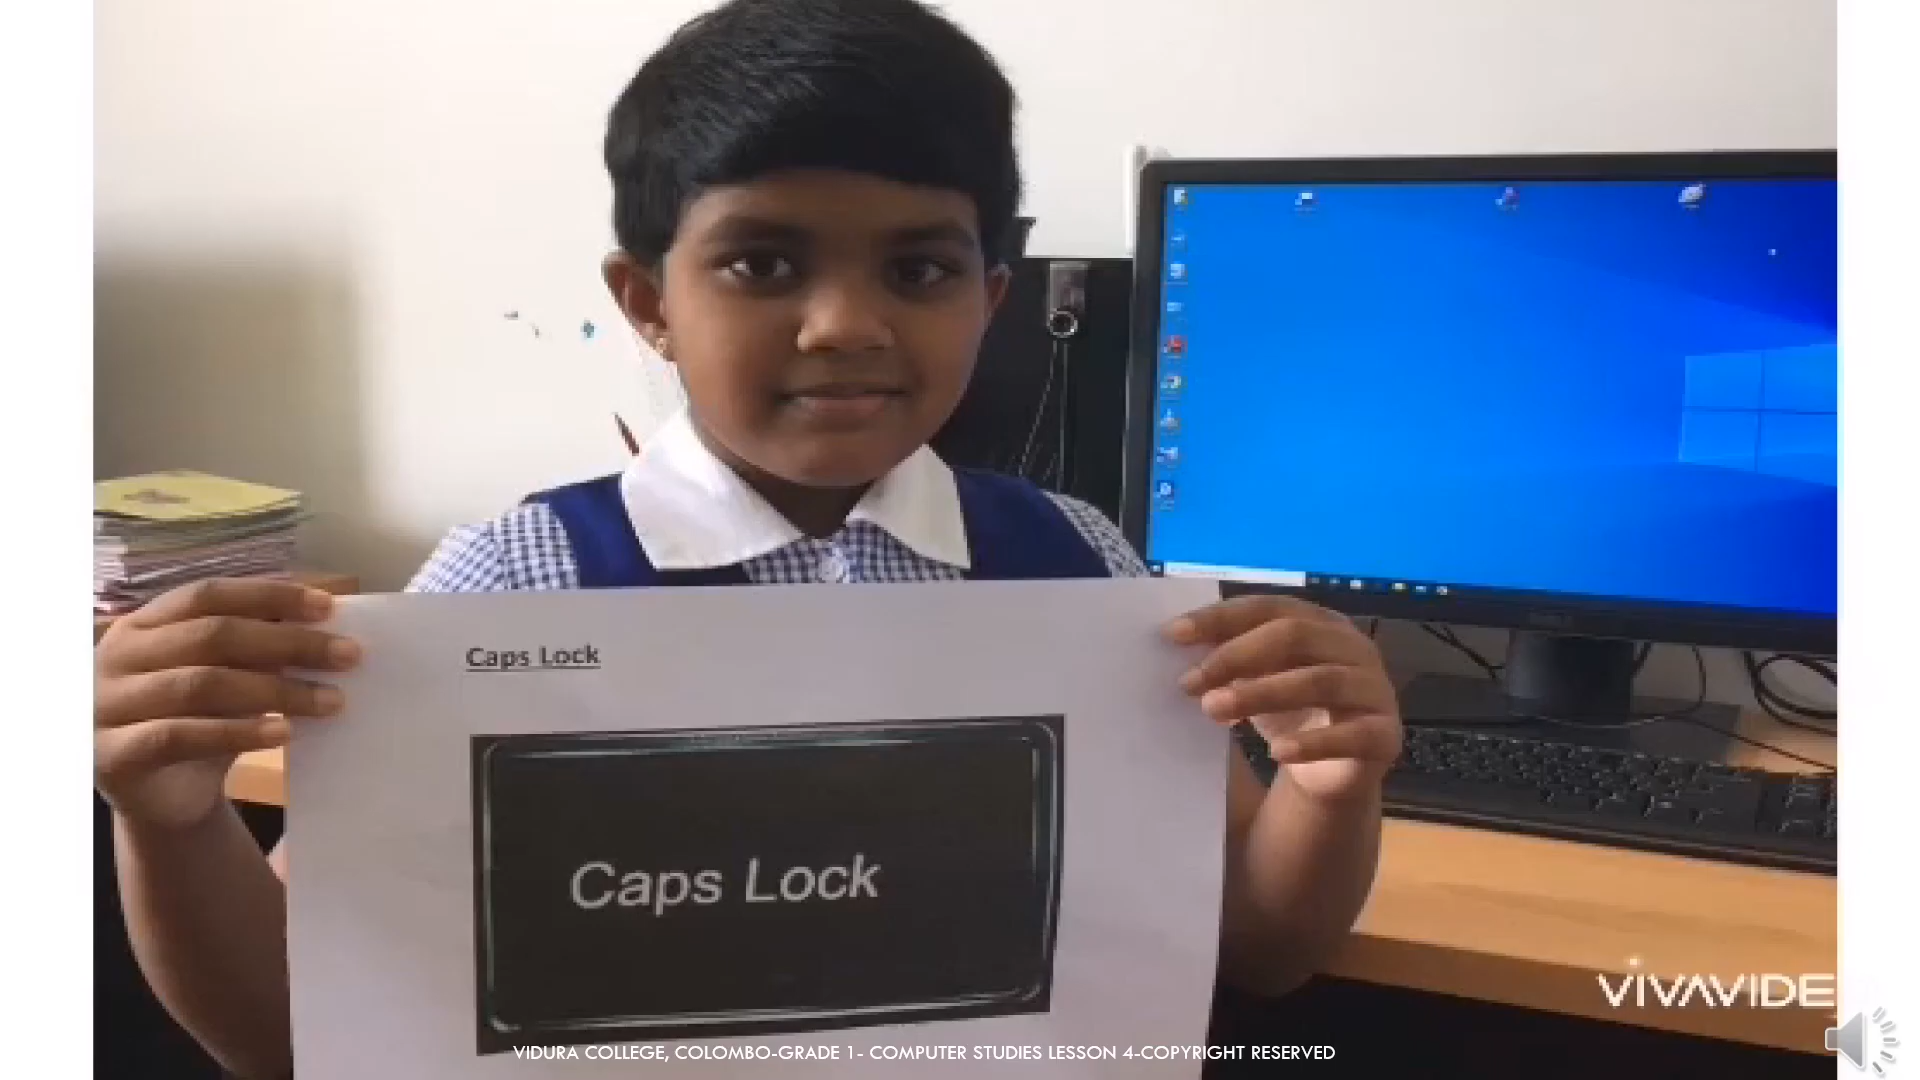 Caps Lock
Caps Lock
VIVAVIDE
VIDURA COLLEGE, COLOMBO-GRADE 1- COMPUTER STUDIES LESSON 4-COPYRIGHT RESERVED